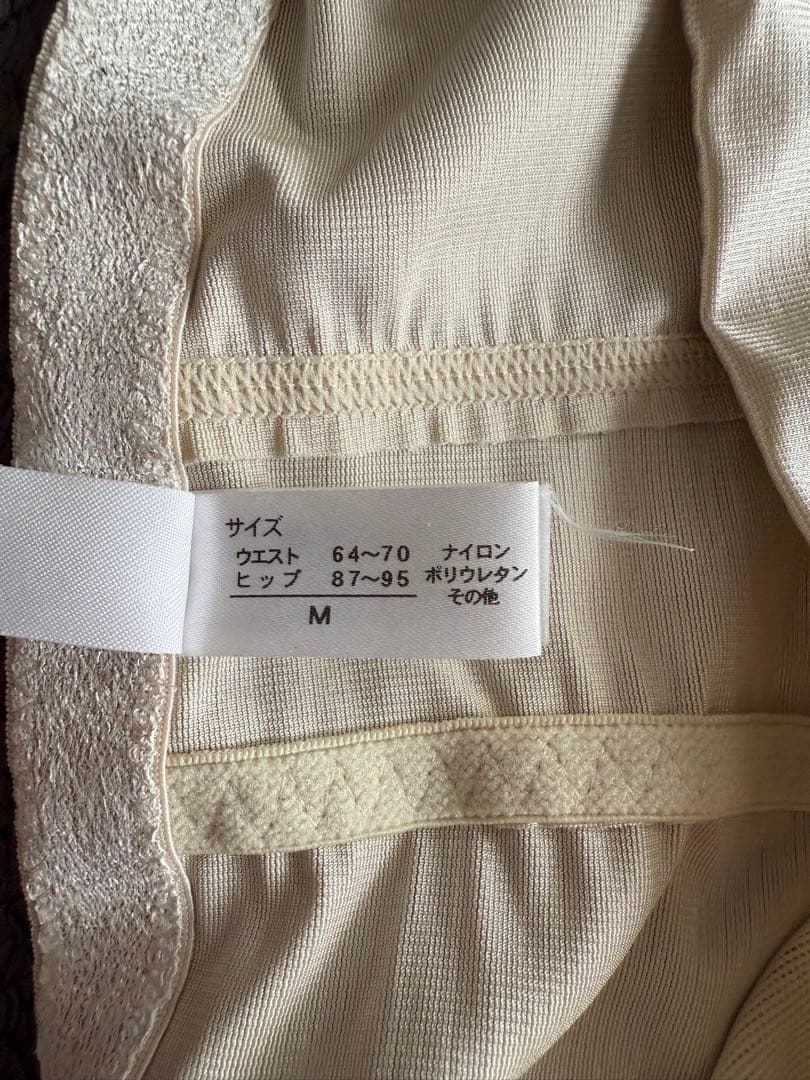 サイズ
ウエスト 64～70 ナイロン
ヒップ 87～95 ポリウレタン
M その他